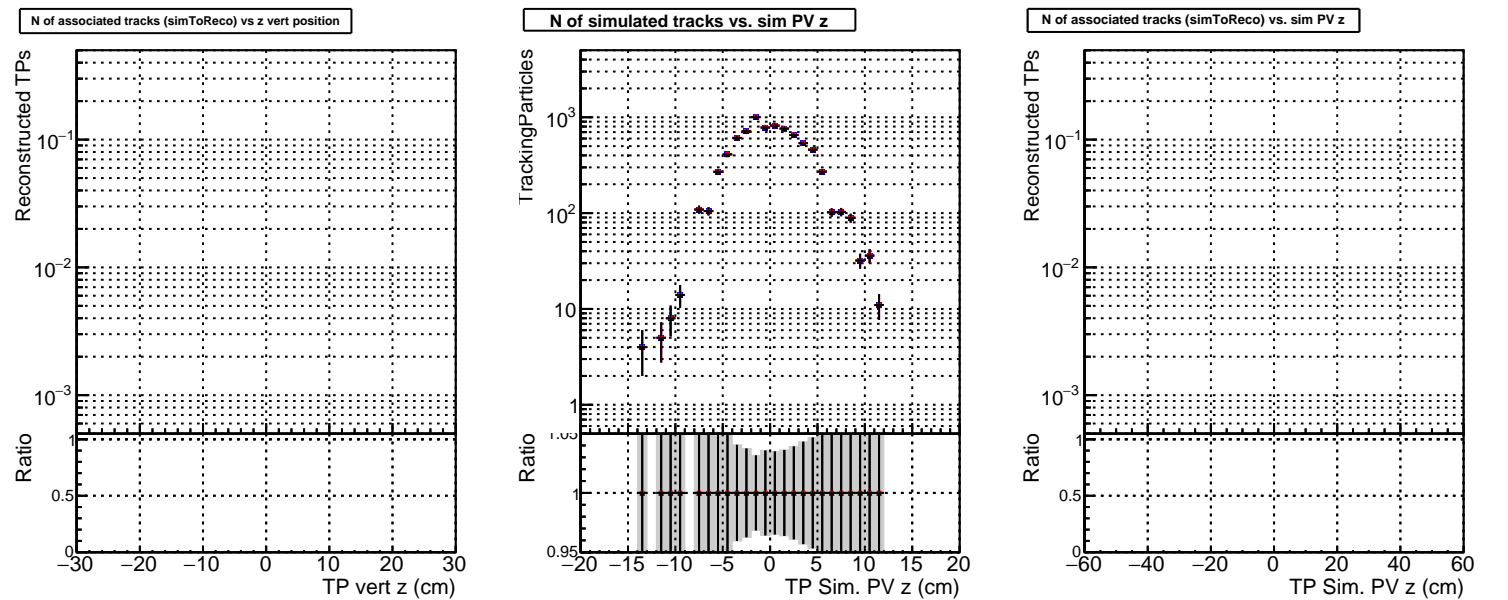 N of associated tracks (simToReco) vs z vert position
Reconstructed TPs
10−1
10−2
10−3
Ratio
1
0.5
0
−30 −20 −10 0 10 20 30
TP vert z (cm)
N of simulated tracks vs. sim PV z
TrackingParticles
103
102
10
1
Ratio
1.05
1
0.95
−20 −15 −10 −5 0 5 10 15 20
TP Sim. PV z (cm)
N of associated tracks (simToReco) vs. sim PV z
Reconstructed TPs
10−1
10−2
10−3
Ratio
1
0.5
0
−60 −40 −20 0 20 40 60
TP Sim. PV z (cm)